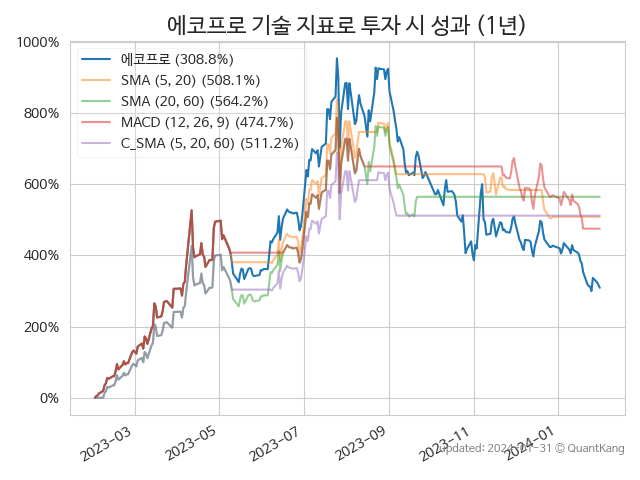 에코프로 기술 지표로 투자 시 성과 (1년)
1000%
800%
600%
400%
200%
0%
에코프로 (308.8%)
SMA (5, 20) (508.1%)
SMA (20, 60) (564.2%)
MACD (12, 26, 9) (474.7%)
C_SMA (5, 20, 60) (511.2%)
2023-03
2023-05
2023-07
2023-09
2023-11
2024-01
updated: 2024-01-31 © QuantKang